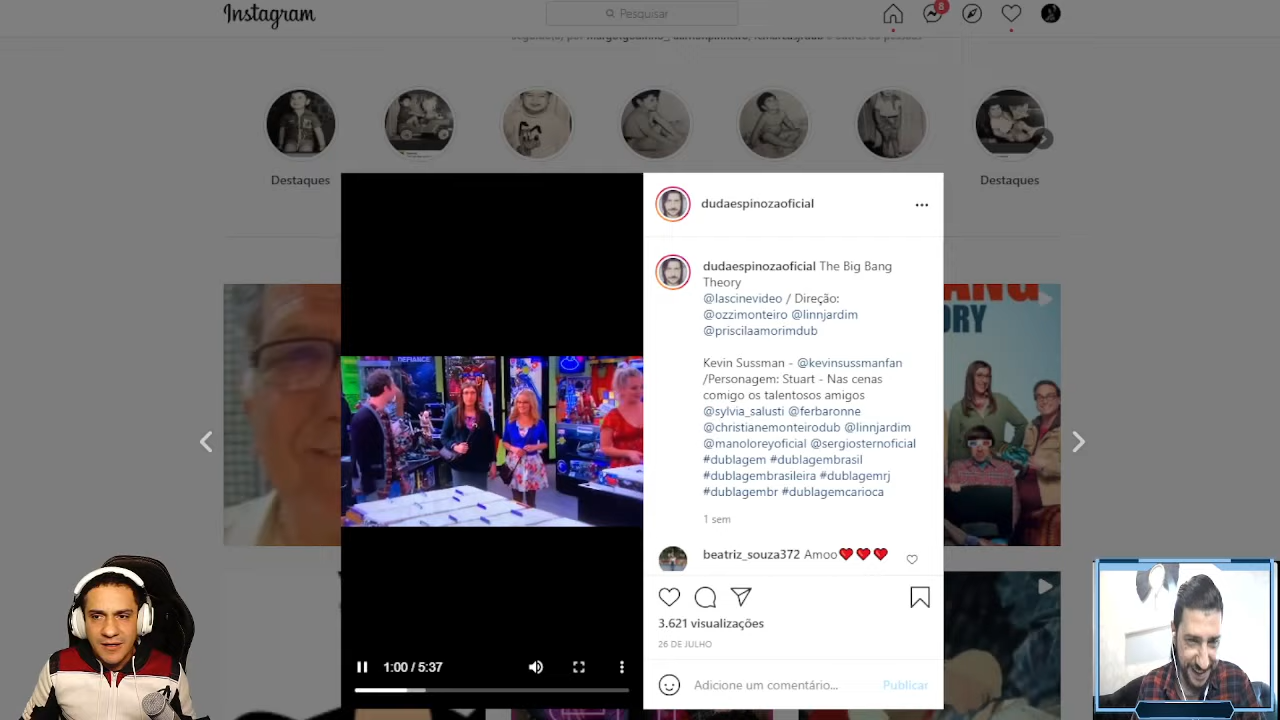 Instagram
Pesquisar
8
Destaques
Destaques
dudaespinozaoficial
...
dudaespinozaoficial The Big Bang
Theory
@lascinevideo / Direção:
@ozzimonteiro @linnjardim
@priscilaamorimdub
Kevin Sussman - @kevinsussmanfan
/Personagem: Stuart - Nas cenas
comigo os talentosos amigos
@sylvia_salusti @ferbaronne
@christianemonteirodub @linnjardim
@manoloreyoficial @sergiosternoficial
#dublagem #dublagembrasil
#dublagembrasileira #dublagemrj
#dublagembr #dublagemcarioca
1 sem
beatriz_souza372 Amoo❤❤❤
3.621 visualizações
26 DE JULHO
Adicione um comentário...
Publicar
DEFIANCE
1:00 / 5:37